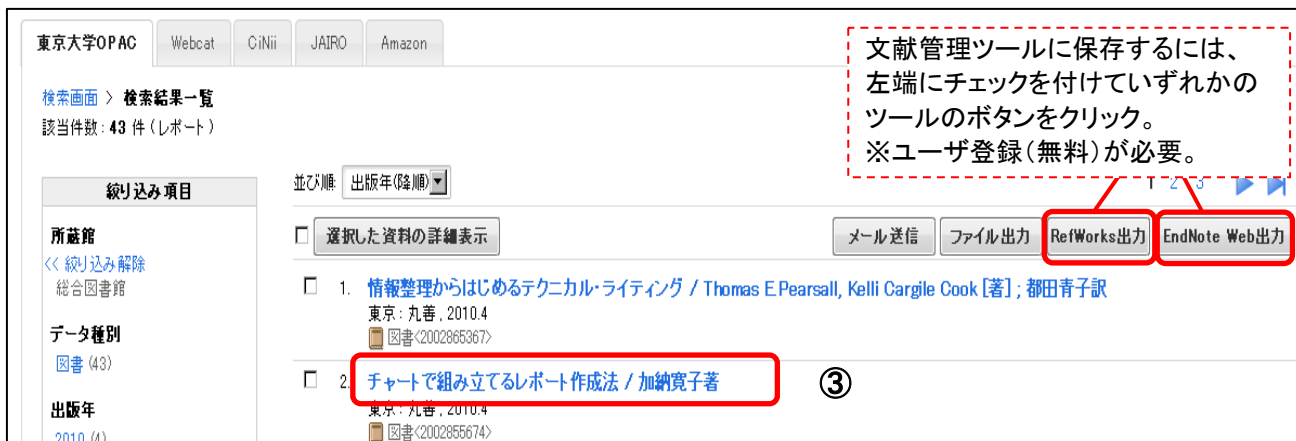 東京大学OPAC Webcat CiNii JAIRO Amazon
文献管理ツールに保存するには、
左端にチェックを付けていずれかの
ツールのボタンをクリック。
※ユーザ登録(無料)が必要。
検索画面 > 検索結果一覧
該当件数: 43 件 (レポート)
並び順: 出版年(降順)
1 2 3
絞り込み項目
所蔵館
<< 絞り込み解除
総合図書館
データ種別
図書 (43)
出版年
2010 (4)
選択した資料の詳細表示 メール送信 ファイル出力 RefWorks出力 EndNote Web出力
1. 情報整理からはじめるテクニカル・ライティング / Thomas E.Pearsall, Kelli Cargile Cook [著] ; 都田青子訳
東京 : 丸善 , 2010.4
図書<2002865367>
2. チャートで組み立てるレポート作成法 / 加納寛子著
③
東京 : 丸善 , 2010.4
図書<2002855674>